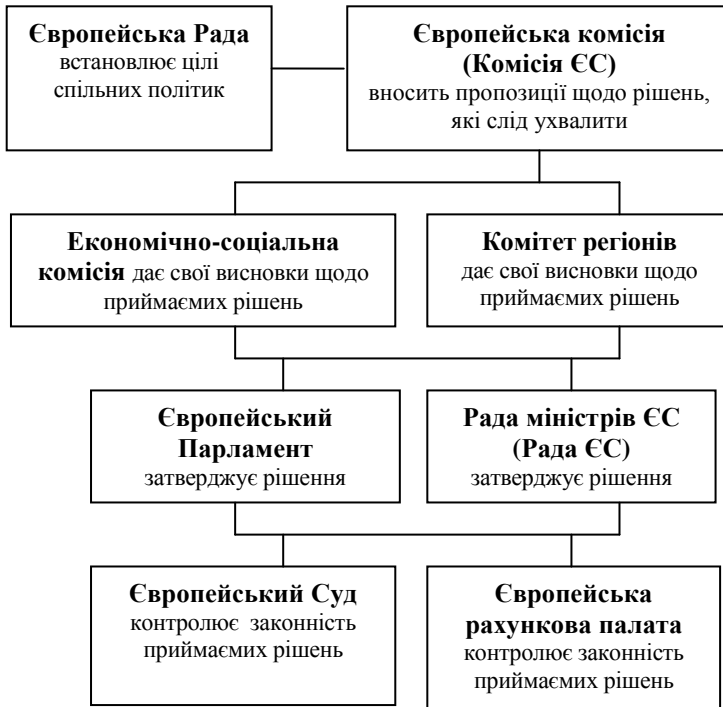 Європейська Рада
встановлює цілі
спільних політик
Європейська комісія
(Комісія ЄС)
вносить пропозиції щодо рішень,
які слід ухвалити
Економічно-соціальна
комісія дає свої висновки щодо
приймаємих рішень
Комітет регіонів
дає свої висновки щодо
приймаємих рішень
Європейський
Парламент
затверджує рішення
Рада міністрів ЄС
(Рада ЄС)
затверджує рішення
Європейський Суд
контролює законність
приймаємих рішень
Європейська
рахункова палата
контролює законність
приймаємих рішень